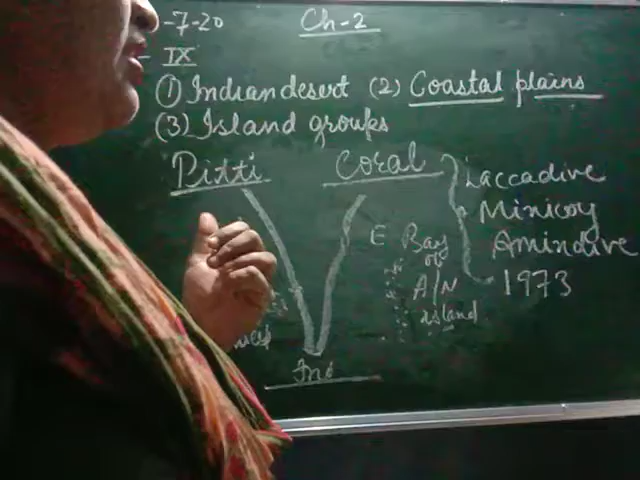 -7-20 Ch-2
IX
(1) Indian desert (2) Coastal plains
(3) Island groups
Pitti Coral Laccadive
Minicoy
Amindive
1973
E Bay
of
A/N
island
Ind